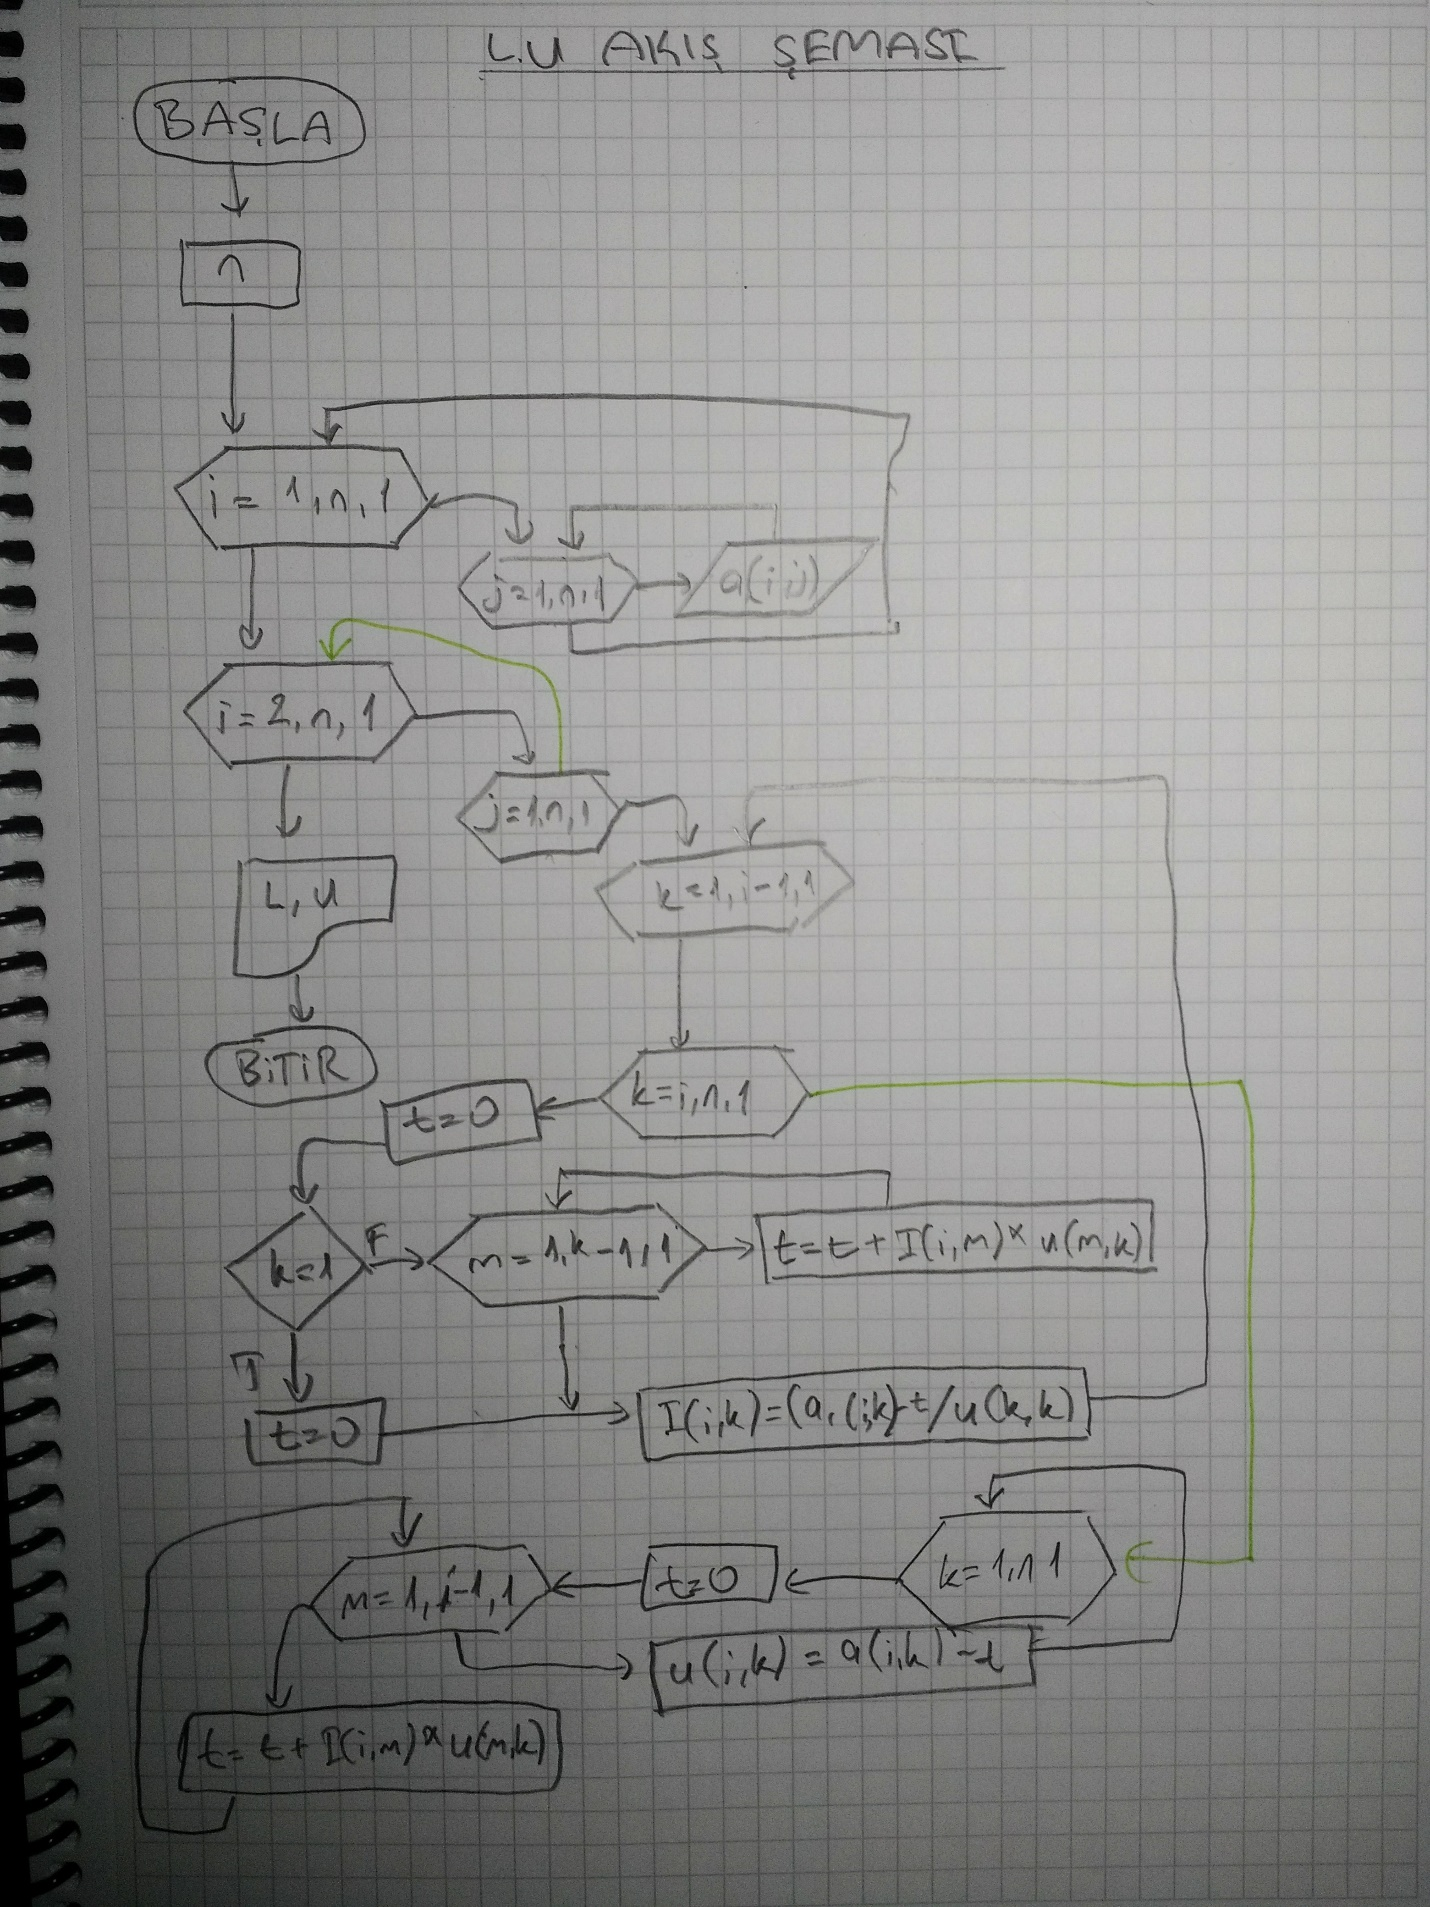 L.U AKIŞ ŞEMASI
BAŞLA
n
i = 1,n,1
j=1,n,1
a(i,j)
i=2,n,1
j=1,n,1
k=1,i-1,1
L,U
BİTİR
k=i,n,1
t=0
k=1
F
m=1,k-1,1
t=t+I(i,m)*u(m,k)
T
t=0
I(i,k)=(a,(i,k)-t/u(k,k)
k=1,n1
t=0
m=1,i-1,1
u(i,k)=a(i,k)-t
t=t+I(i,m)*u(m,k)